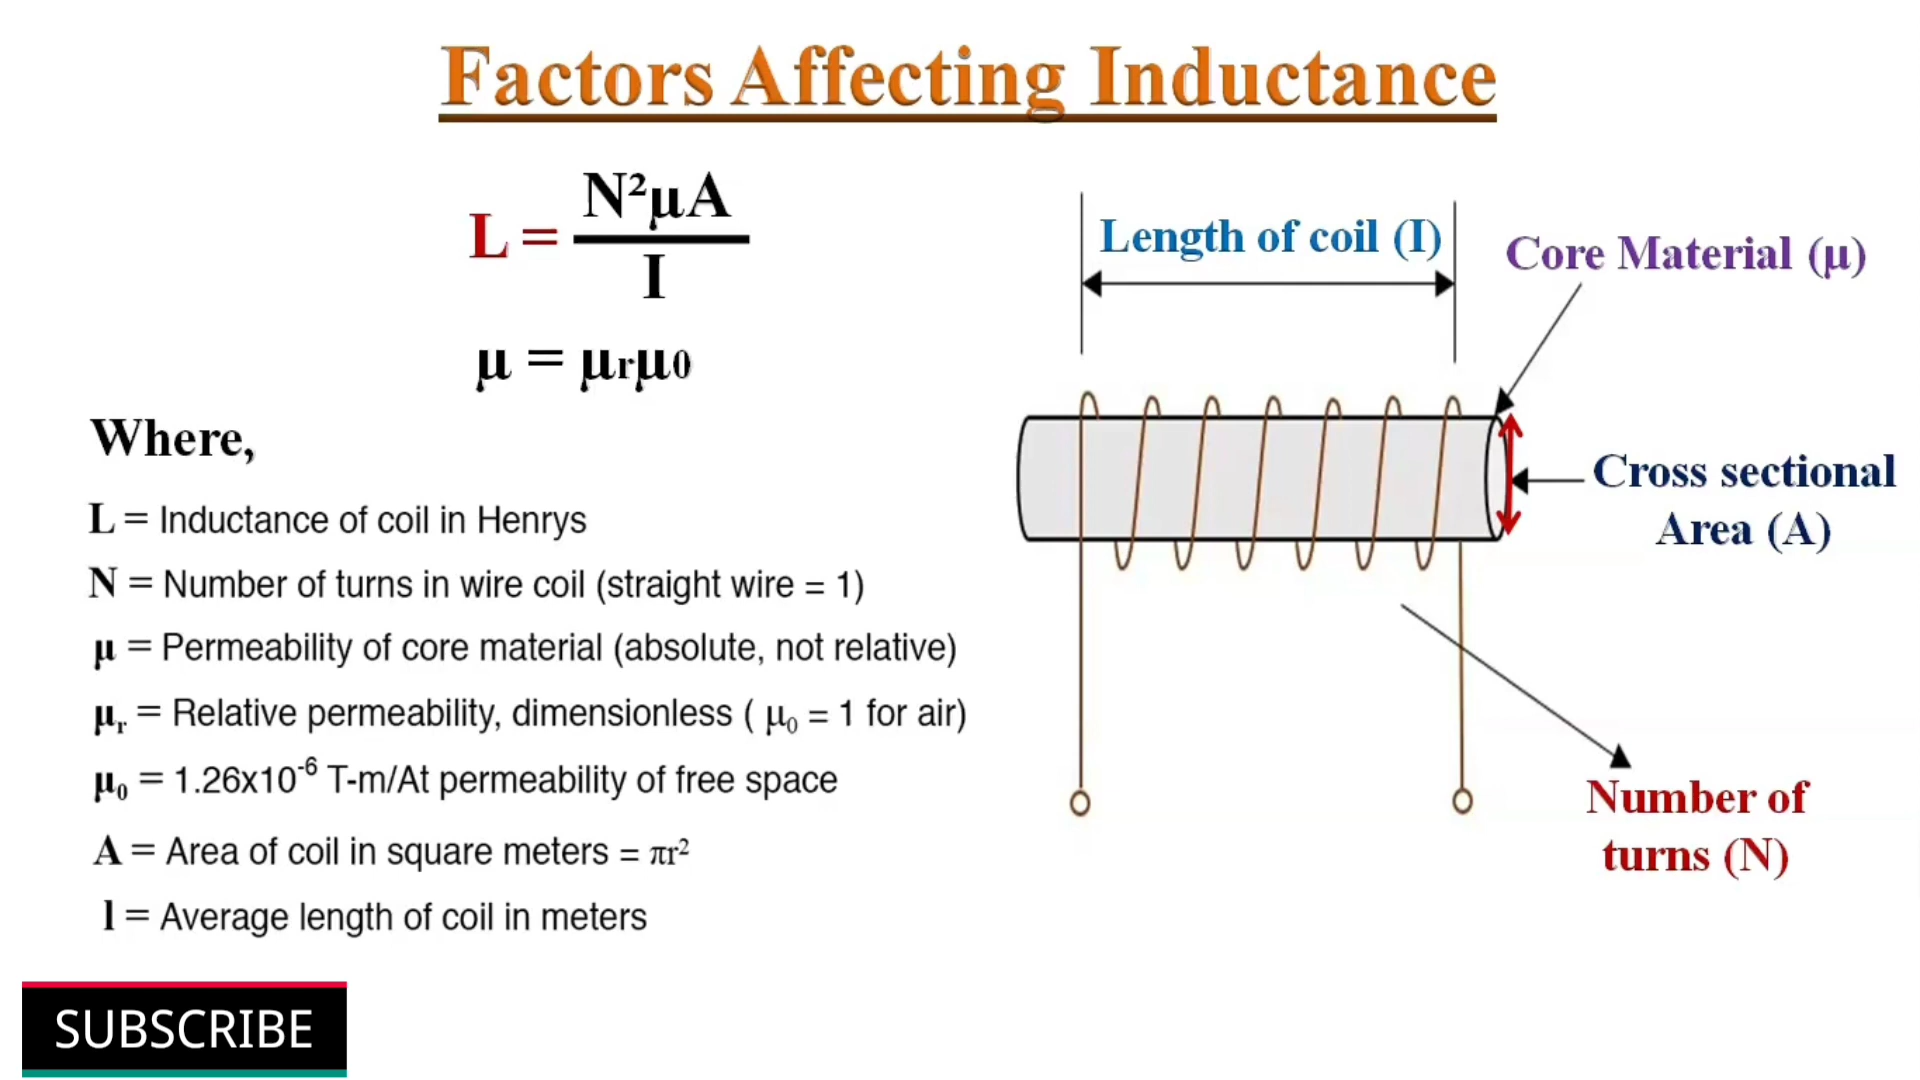 Factors Affecting Inductance
L = N²μA / I
μ = μrμ0
Where,
L = Inductance of coil in Henrys
N = Number of turns in wire coil (straight wire = 1)
μ = Permeability of core material (absolute, not relative)
μr = Relative permeability, dimensionless ( μ0 = 1 for air)
μ0 = 1.26x10⁻⁶ T-m/At permeability of free space
A = Area of coil in square meters = πr²
l = Average length of coil in meters
Length of coil (I)
Core Material (μ)
Cross sectional
Area (A)
Number of
turns (N)
SUBSCRIBE